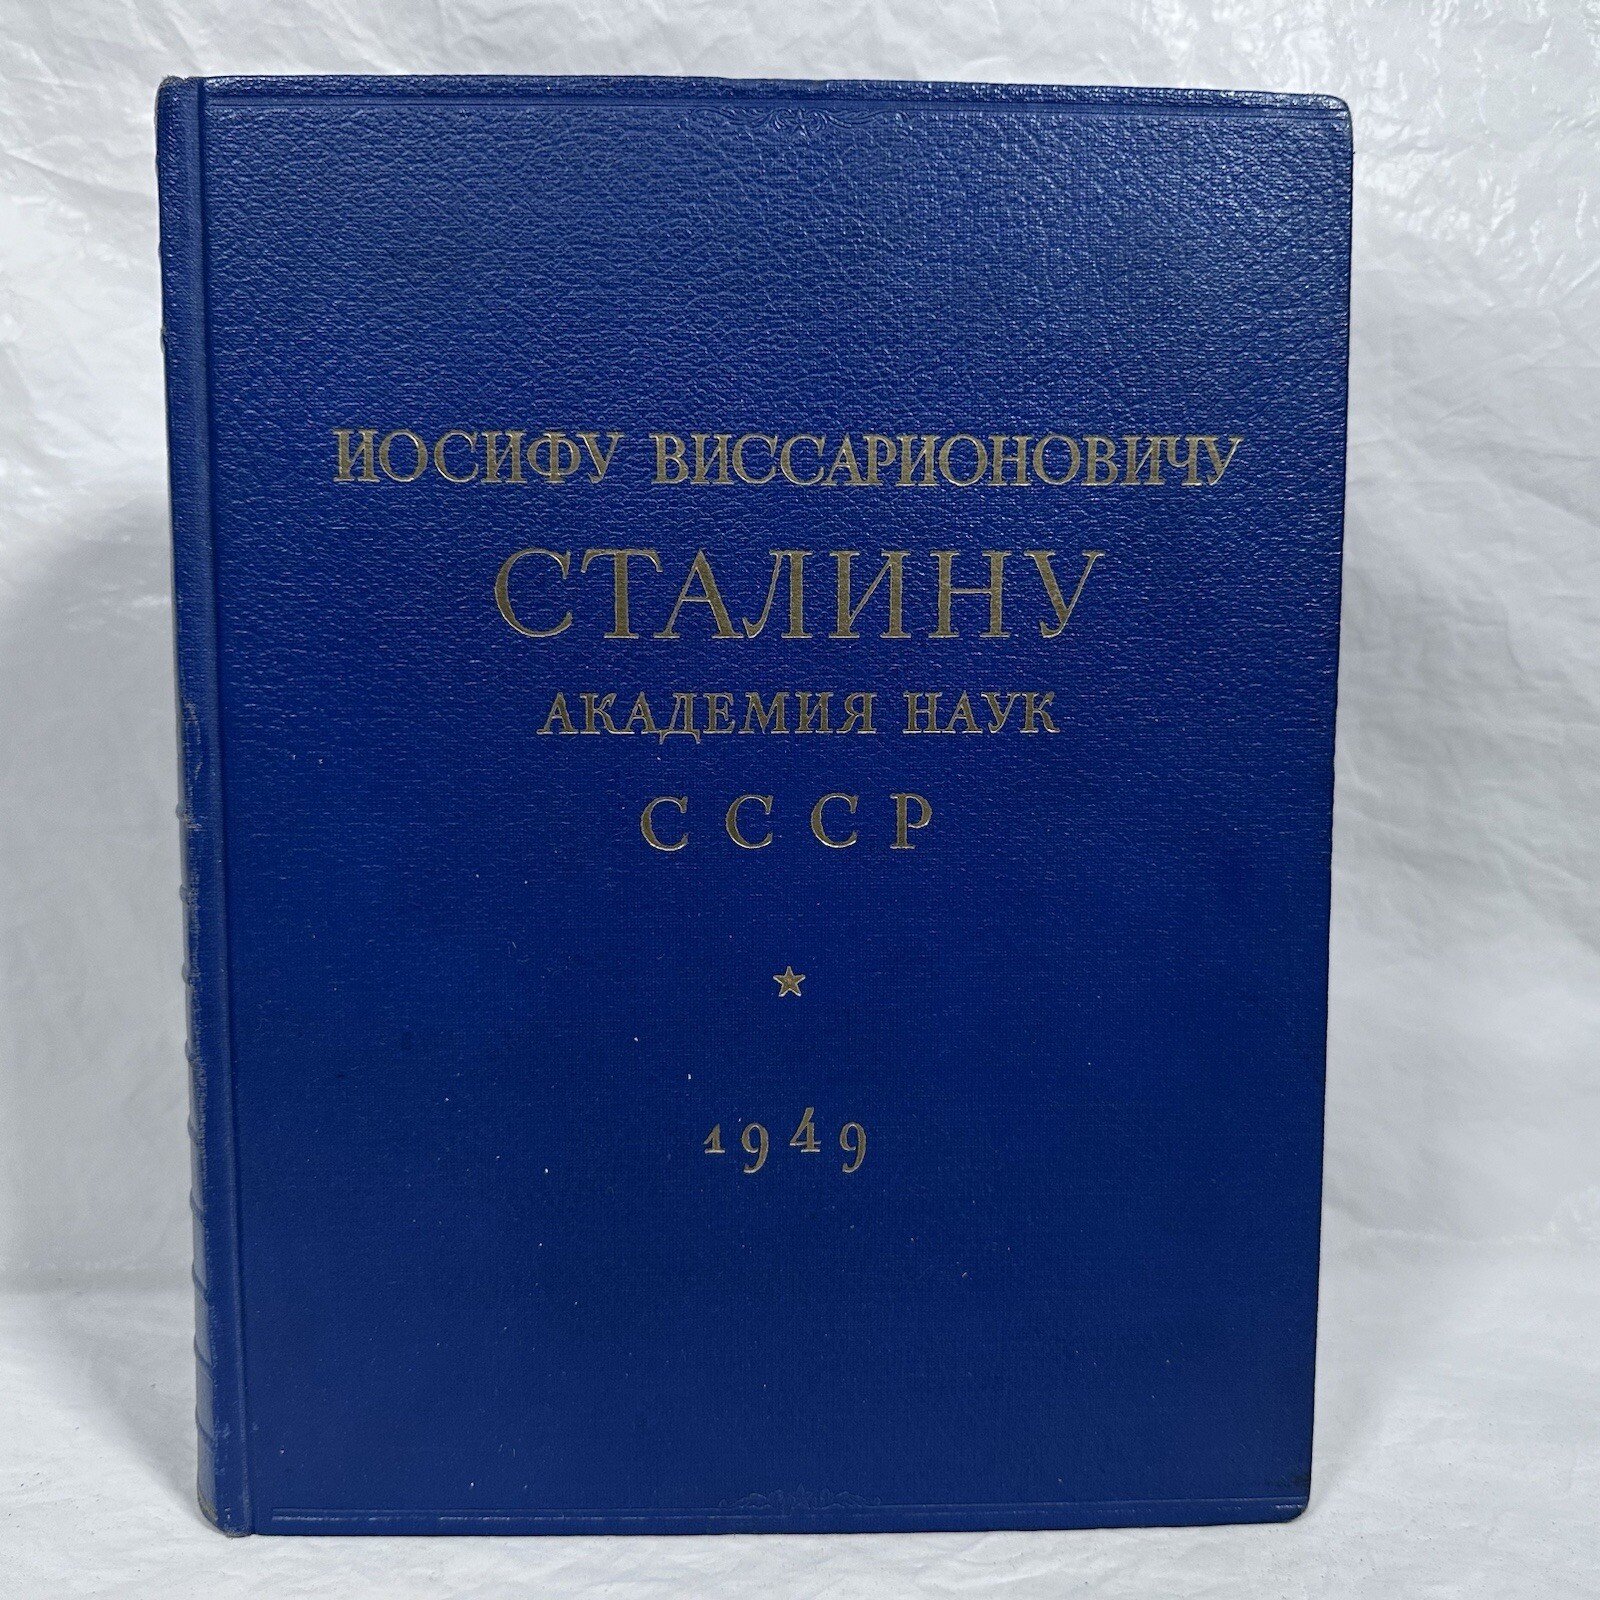 ИОСИФУ ВИССАРИОНОВИЧУ
СТАЛИНУ
АКАДЕМИЯ НАУК
СССР
1949